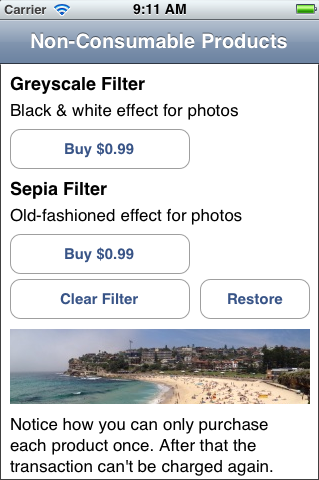 Carrier 9:11 AM
Non-Consumable Products
Greyscale Filter
Black & white effect for photos
Buy $0.99
Sepia Filter
Old-fashioned effect for photos
Buy $0.99
Clear Filter Restore
Notice how you can only purchase
each product once. After that the
transaction can't be charged again.